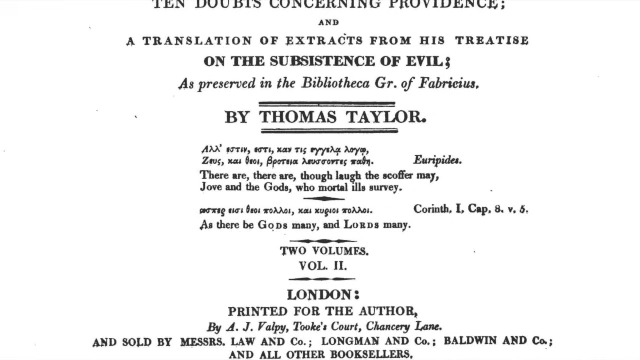 TEN DOUBTS CONCERNING PROVIDENCE;
AND
A TRANSLATION OF EXTRACTS FROM HIS TREATISE
ON THE SUBSISTENCE OF EVIL;
As preserved in the Bibliotheca Gr. of Fabricius.
BY THOMAS TAYLOR.
Αλλ' εστιν, εστι, καν τις εγγελᾳ λογῳ,
Ζευς, και θεοι, βροτεια λευσσοντες παθη. Euripides.
There are, there are, though laugh the scoffer may,
Jove and the Gods, who mortal ills survey.
ωσπερ εισι θεοι πολλοι, και κυριοι πολλοι. Corinth. I. Cap. 8. v. 5.
As there be GODS many, and LORDS many.
TWO VOLUMES.
VOL. II.
LONDON:
PRINTED FOR THE AUTHOR,
By A. J. Valpy, Tooke's Court, Chancery Lane.
AND SOLD BY MESSRS. LAW AND Co.; LONGMAN AND Co.; BALDWIN AND Co.;
AND ALL OTHER BOOKSELLERS.